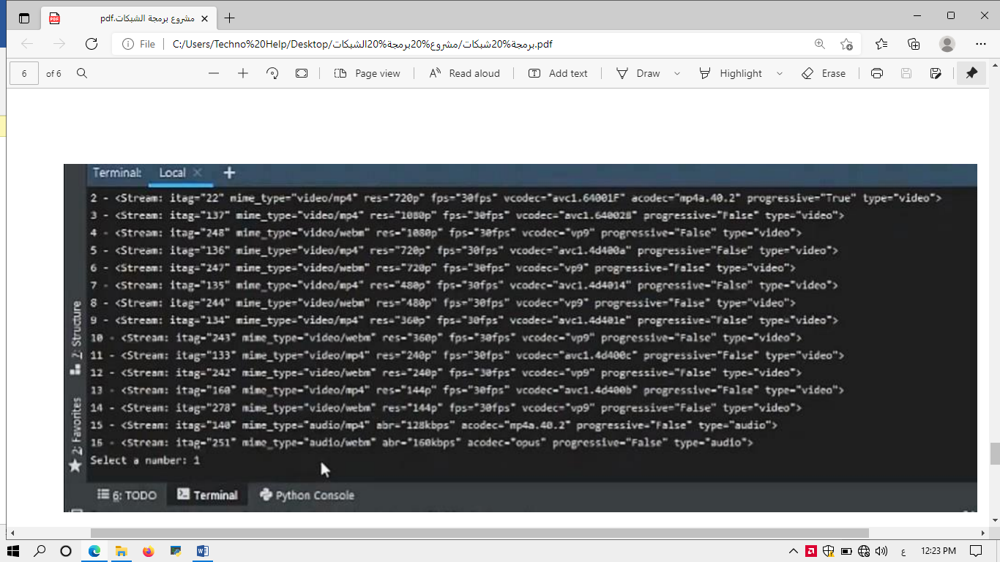 مشروع برمجة الشبكات.pdf
File C:/Users/Techno%20Help/Desktop/برمجة%20شبكات/مشروع%20برمجة%20الشبكات.pdf
6 of 6 Page view Read aloud Add text Draw Highlight Erase
Terminal: Local
2 - <Stream: itag="22" mime_type="video/mp4" res="720p" fps="30fps" vcodec="avc1.64001F" acodec="mp4a.40.2" progressive="True" type="video">
3 - <Stream: itag="137" mime_type="video/mp4" res="1080p" fps="30fps" vcodec="avc1.640028" progressive="False" type="video">
4 - <Stream: itag="248" mime_type="video/webm" res="1080p" fps="30fps" vcodec="vp9" progressive="False" type="video">
5 - <Stream: itag="136" mime_type="video/mp4" res="720p" fps="30fps" vcodec="avc1.4d400a" progressive="False" type="video">
6 - <Stream: itag="247" mime_type="video/webm" res="720p" fps="30fps" vcodec="vp9" progressive="False" type="video">
7 - <Stream: itag="135" mime_type="video/mp4" res="480p" fps="30fps" vcodec="avc1.4d4014" progressive="False" type="video">
8 - <Stream: itag="244" mime_type="video/webm" res="480p" fps="30fps" vcodec="vp9" progressive="False" type="video">
9 - <Stream: itag="134" mime_type="video/mp4" res="360p" fps="30fps" vcodec="avc1.4d401e" progressive="False" type="video">
10 - <Stream: itag="243" mime_type="video/webm" res="360p" fps="30fps" vcodec="vp9" progressive="False" type="video">
11 - <Stream: itag="133" mime_type="video/mp4" res="240p" fps="30fps" vcodec="avc1.4d400c" progressive="False" type="video">
12 - <Stream: itag="242" mime_type="video/webm" res="240p" fps="30fps" vcodec="vp9" progressive="False" type="video">
13 - <Stream: itag="160" mime_type="video/mp4" res="144p" fps="30fps" vcodec="avc1.4d400b" progressive="False" type="video">
14 - <Stream: itag="278" mime_type="video/webm" res="144p" fps="30fps" vcodec="vp9" progressive="False" type="video">
15 - <Stream: itag="140" mime_type="audio/mp4" abr="128kbps" acodec="mp4a.40.2" progressive="False" type="audio">
16 - <Stream: itag="251" mime_type="audio/webm" abr="160kbps" acodec="opus" progressive="False" type="audio">
Select a number: 1
Z: Structure
2: Favorites
6: TODO Terminal Python Console
ع 12:23 PM